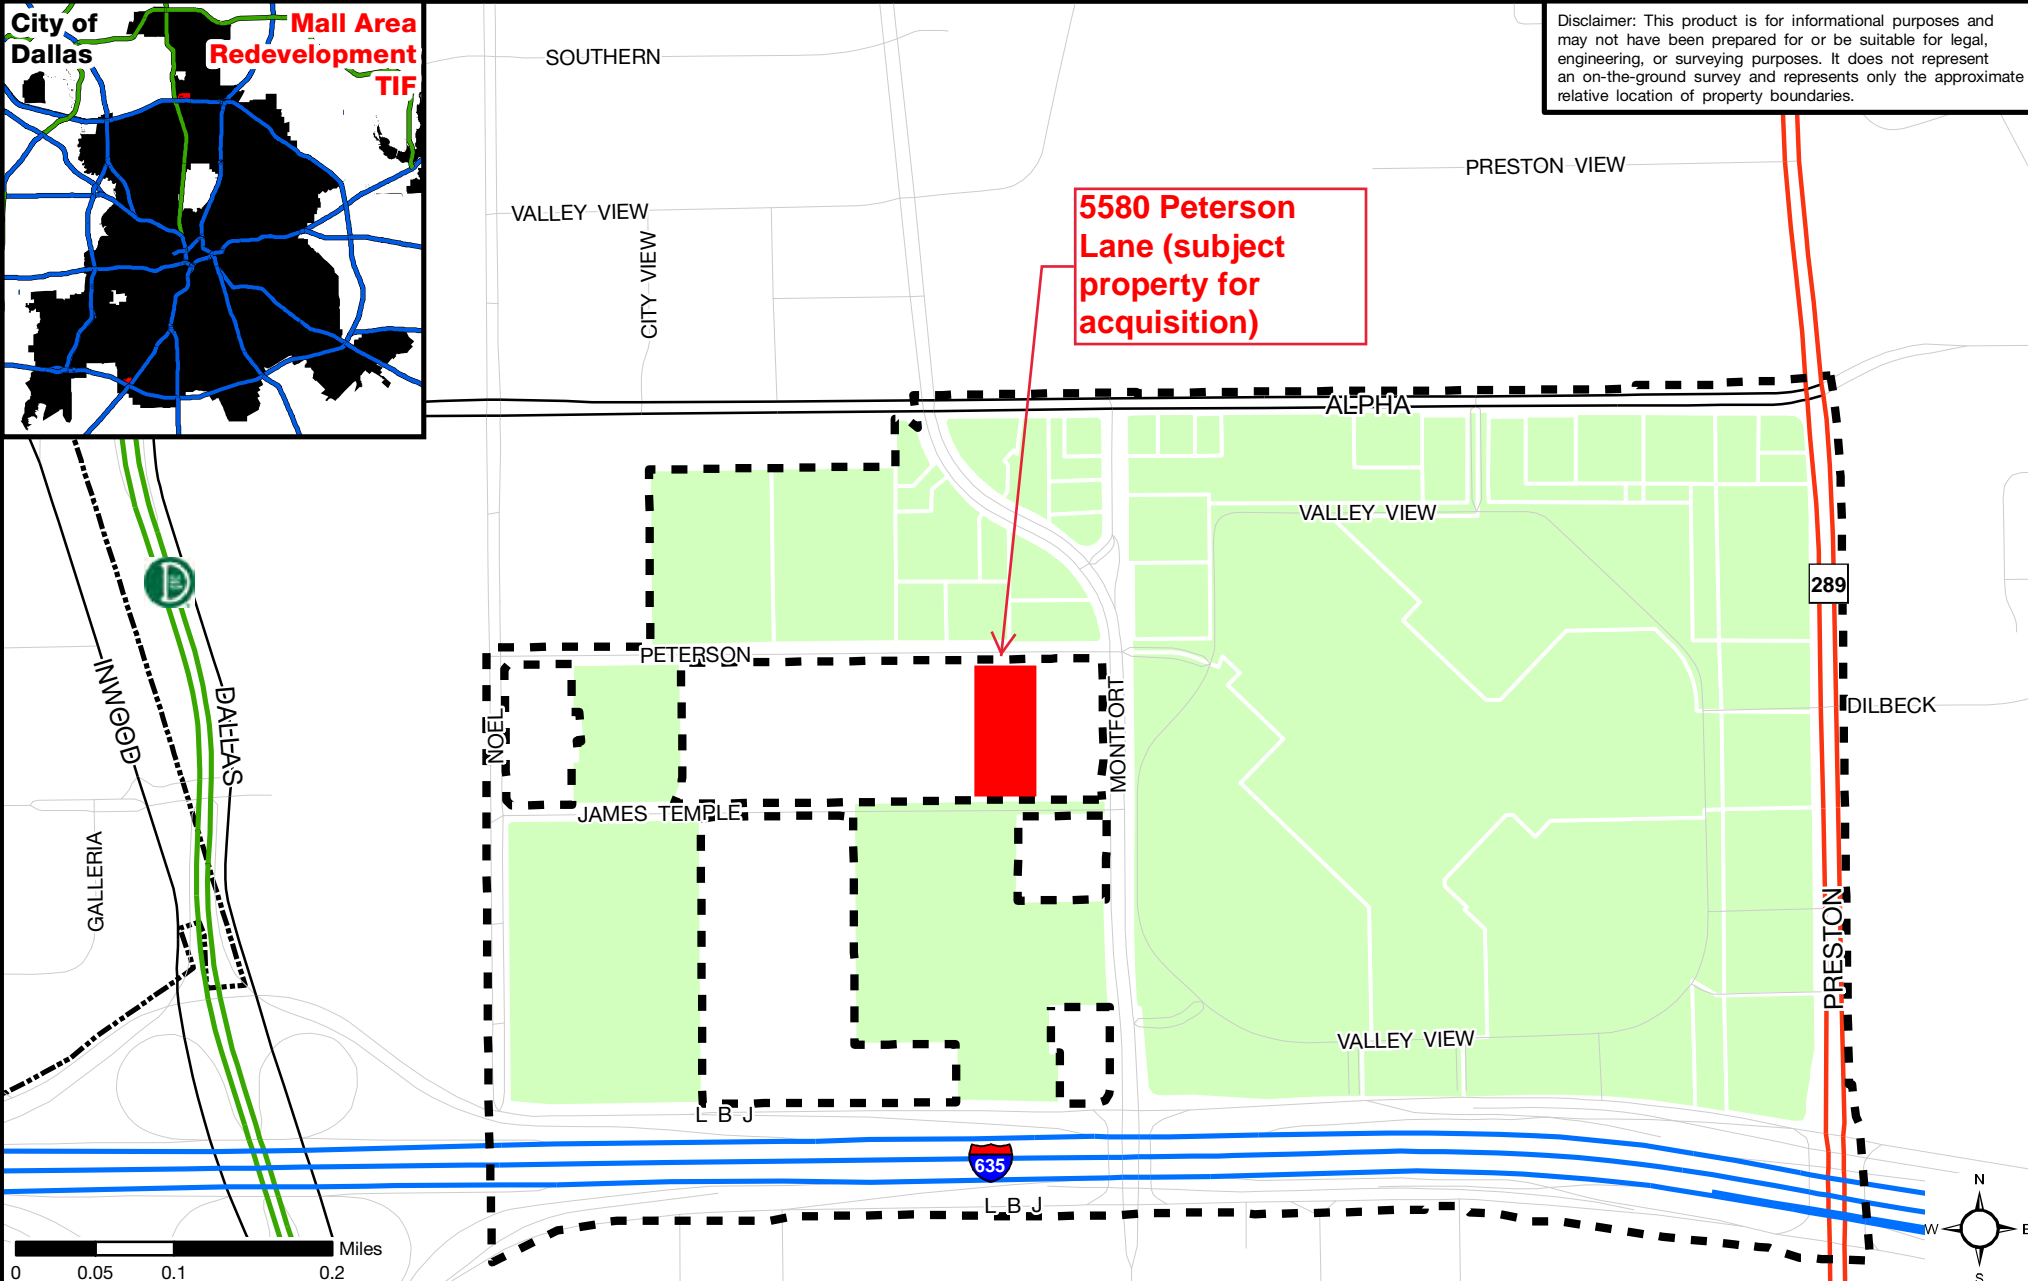 City of
Dallas
Mall Area
Redevelopment
TIF
Disclaimer: This product is for informational purposes and
may not have been prepared for or be suitable for legal,
engineering, or surveying purposes. It does not represent
an on-the-ground survey and represents only the approximate
relative location of property boundaries.
SOUTHERN
PRESTON VIEW
VALLEY VIEW
CITY VIEW
5580 Peterson
Lane (subject
property for
acquisition)
ALPHA
VALLEY VIEW
289
PETERSON
INWOOD
DALLAS
NOEL
MONTFORT
DILBECK
JAMES TEMPLE
GALLERIA
PRESTON
VALLEY VIEW
L B J
635
L B J
N
W
E
S
Miles
0
0.05
0.1
0.2